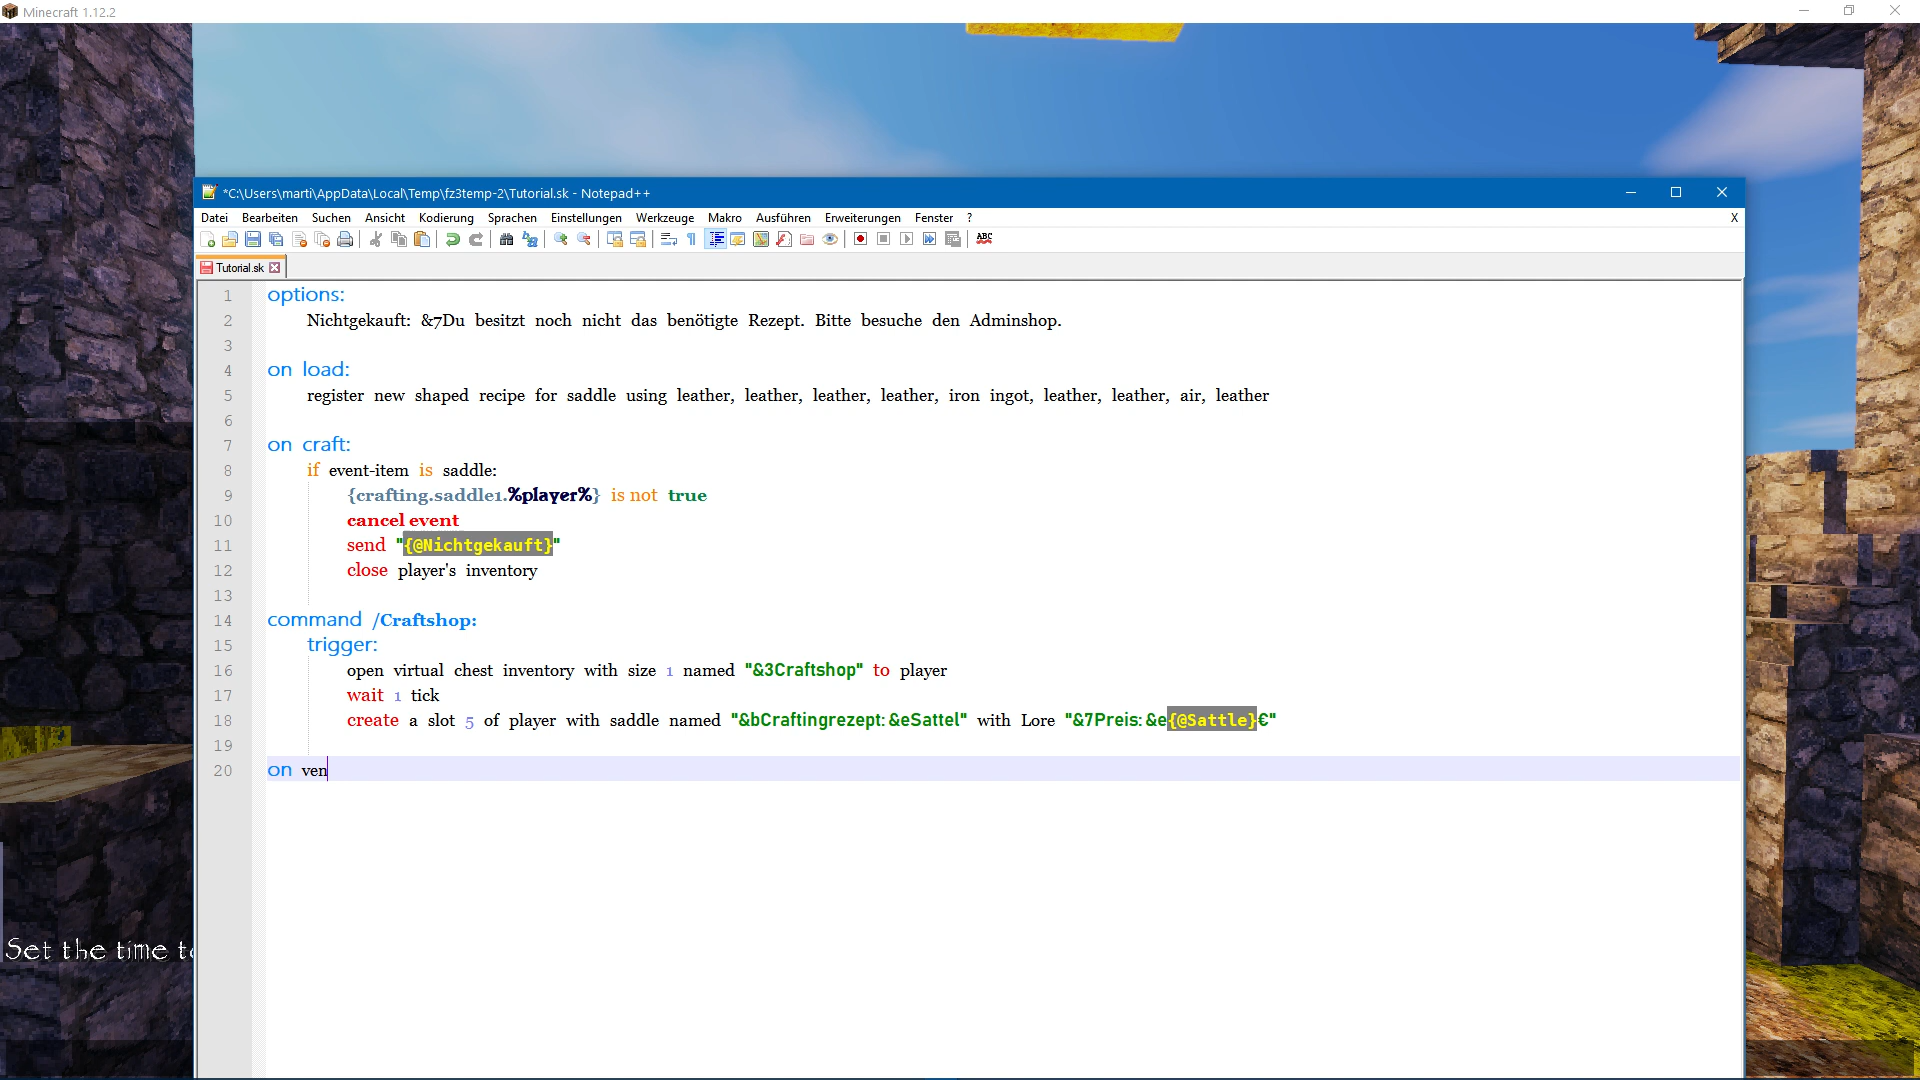 Minecraft 1.12.2
*C:\Users\marti\AppData\Local\Temp\fz3temp-2\Tutorial.sk - Notepad++
Datei Bearbeiten Suchen Ansicht Kodierung Sprachen Einstellungen Werkzeuge Makro Ausführen Erweiterungen Fenster ? X
ABC
Tutorial.sk
1 options:
2 Nichtgekauft: &7Du besitzt noch nicht das benötigte Rezept. Bitte besuche den Adminshop.
3
4 on load:
5 register new shaped recipe for saddle using leather, leather, leather, leather, iron ingot, leather, leather, air, leather
6
7 on craft:
8 if event-item is saddle:
9 {crafting.saddle1.%player%} is not true
10 cancel event
11 send "{@Nichtgekauft}"
12 close player's inventory
13
14 command /Craftshop:
15 trigger:
16 open virtual chest inventory with size 1 named "&3Craftshop" to player
17 wait 1 tick
18 create a slot 5 of player with saddle named "&bCraftingrezept: &eSattel" with Lore "&7Preis: &e{@Sattle}€"
19
20 on ven
Set the time to